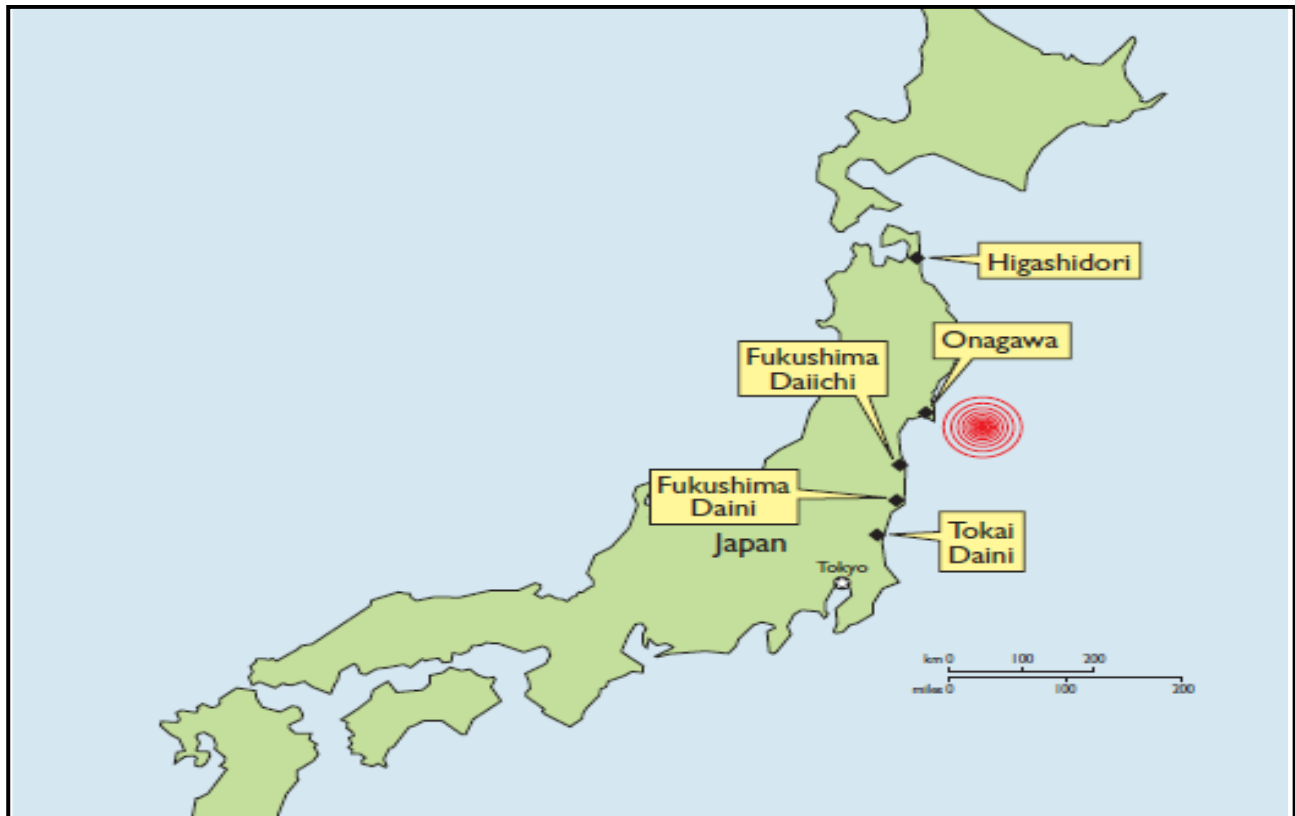 Higashidori
Onagawa
Fukushima
Daiichi
Fukushima
Daini
Tokai
Daini
Japan
Tokyo
km 0 100 200
miles 0 100 200